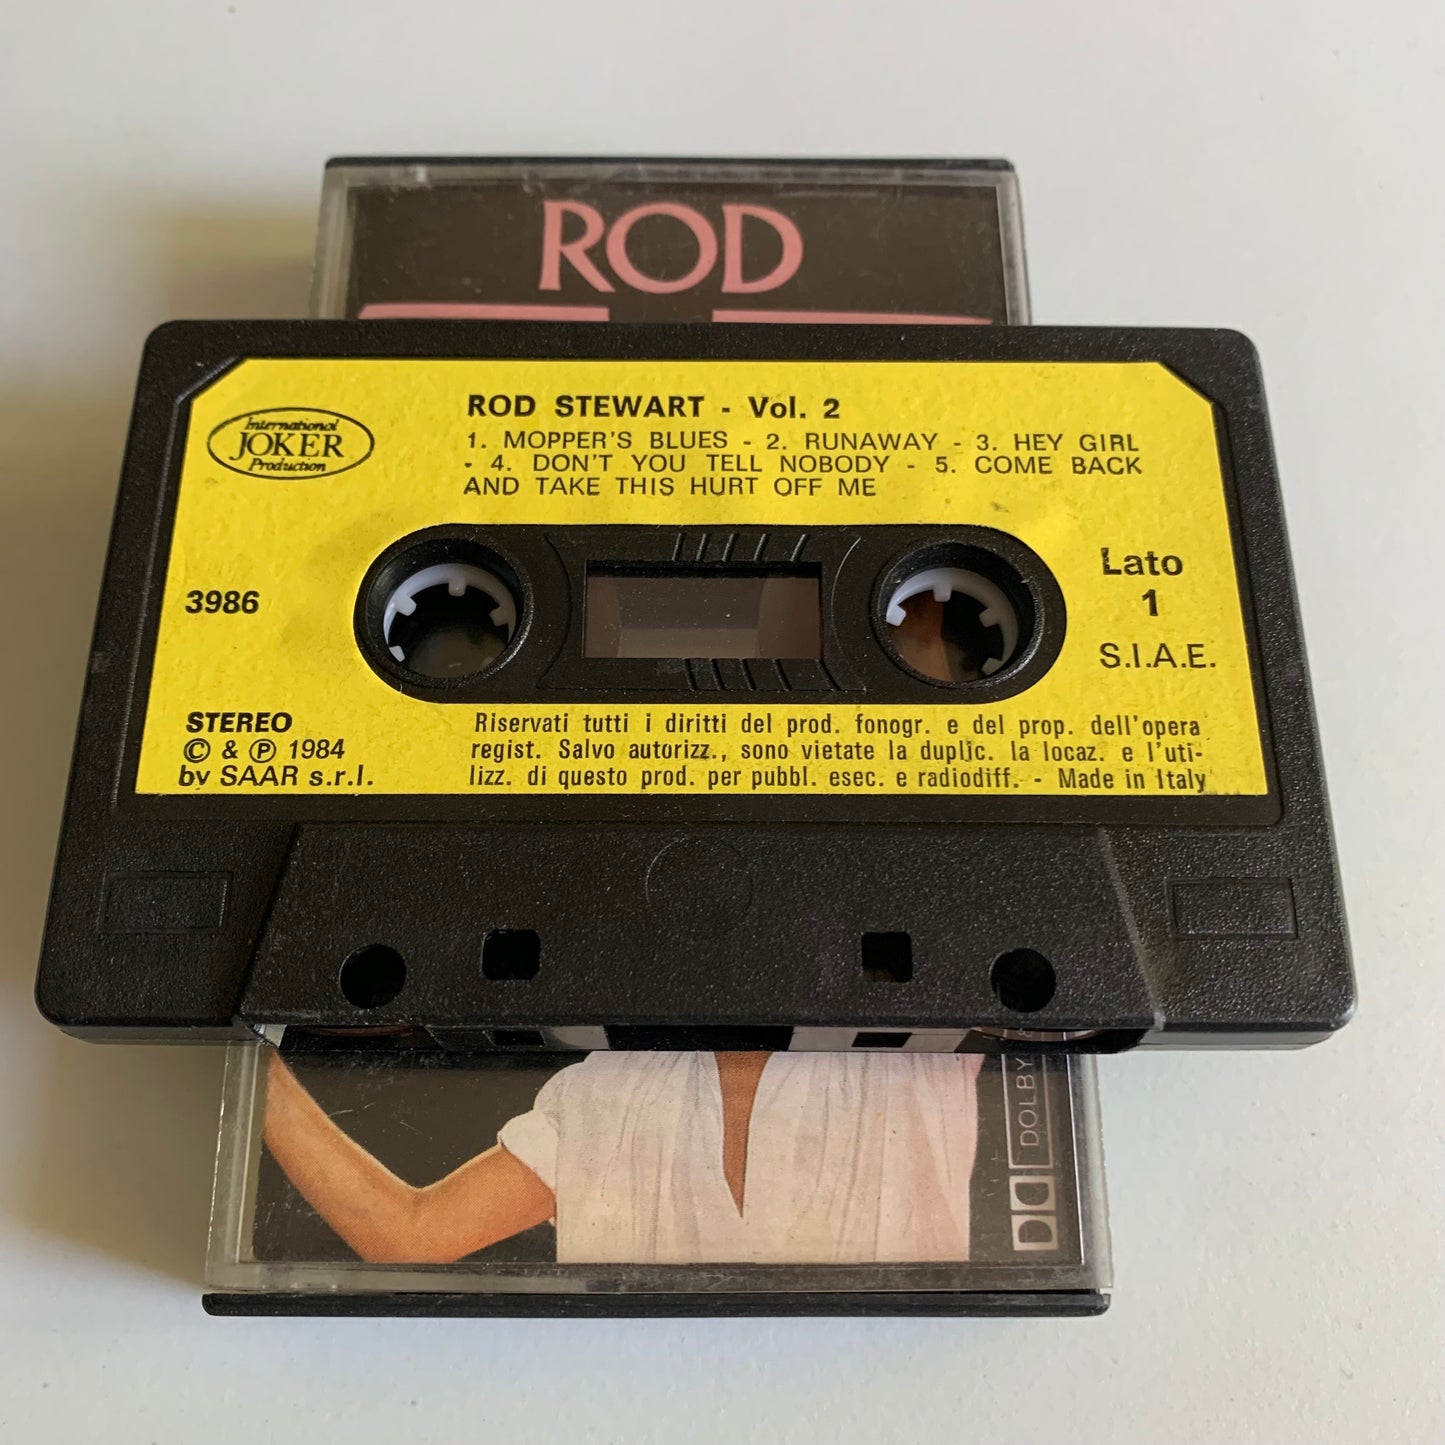 ROD
International
JOKER
Production
ROD STEWART - Vol. 2
1. MOPPER'S BLUES - 2. RUNAWAY - 3. HEY GIRL
- 4. DON'T YOU TELL NOBODY - 5. COME BACK
AND TAKE THIS HURT OFF ME
3986
Lato
1
S.I.A.E.
STEREO
© & ℗ 1984
by SAAR s.r.l.
Riservati tutti i diritti del prod. fonogr. e del prop. dell'opera
regist. Salvo autorizz., sono vietate la duplic. la locaz. e l'uti-
lizz. di questo prod. per pubbl. esec. e radiodiff. - Made in Italy
DOLBY